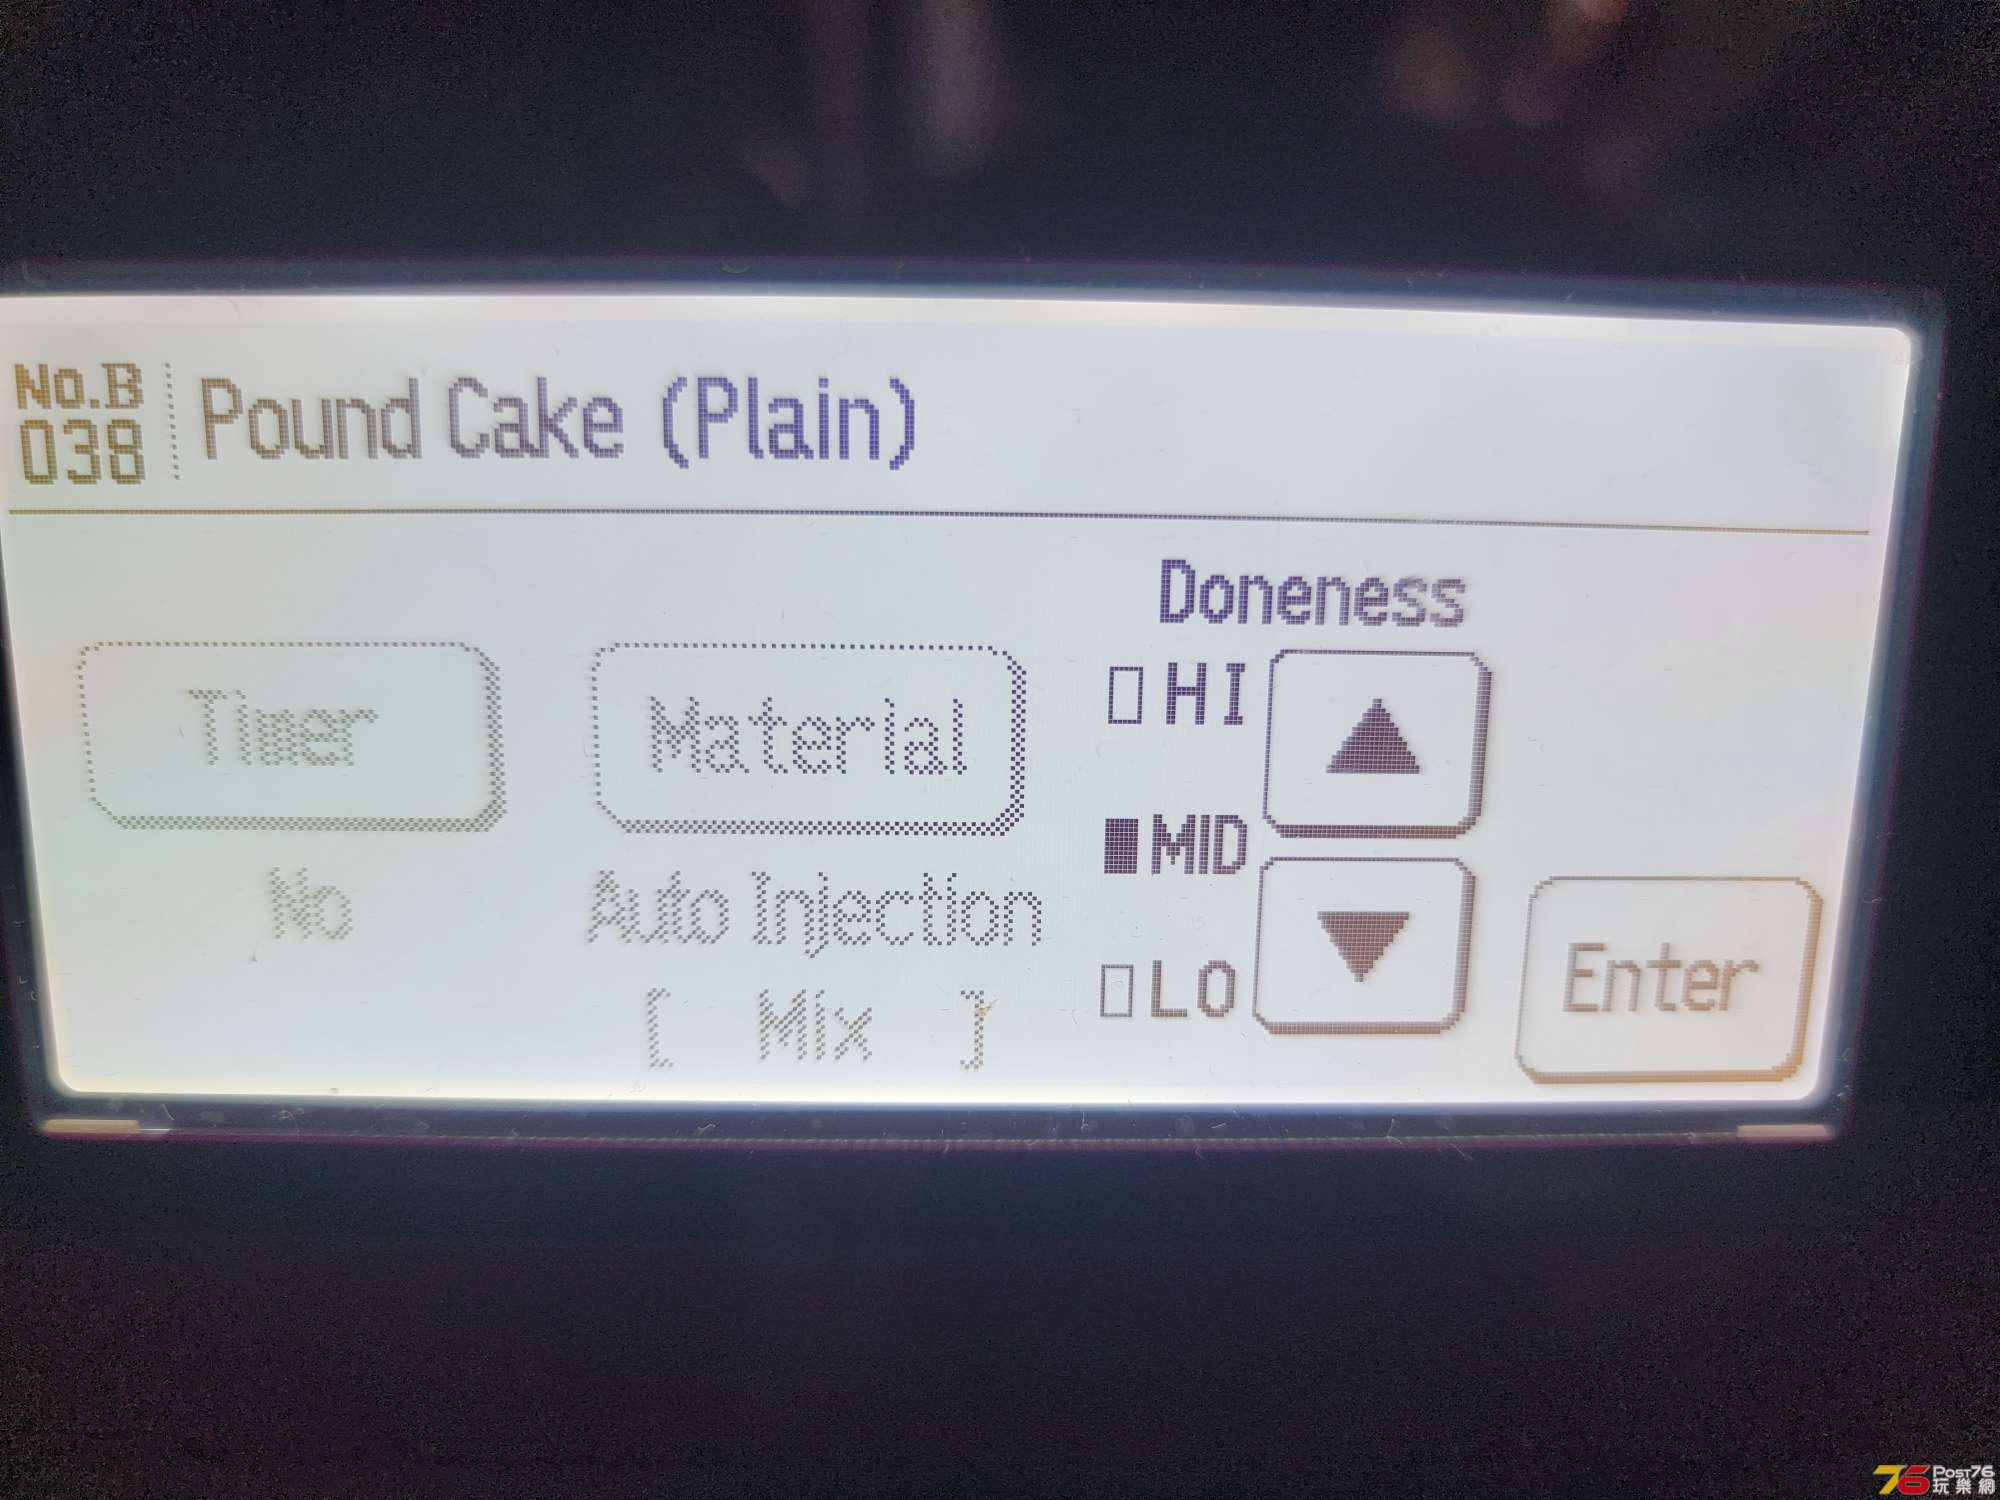 No.B
038
Pound Cake (Plain)
Doneness
Timer
Material
HI
MID
No
Auto Injection
LO
Enter
[ Mix ]
76 Post76
玩樂網